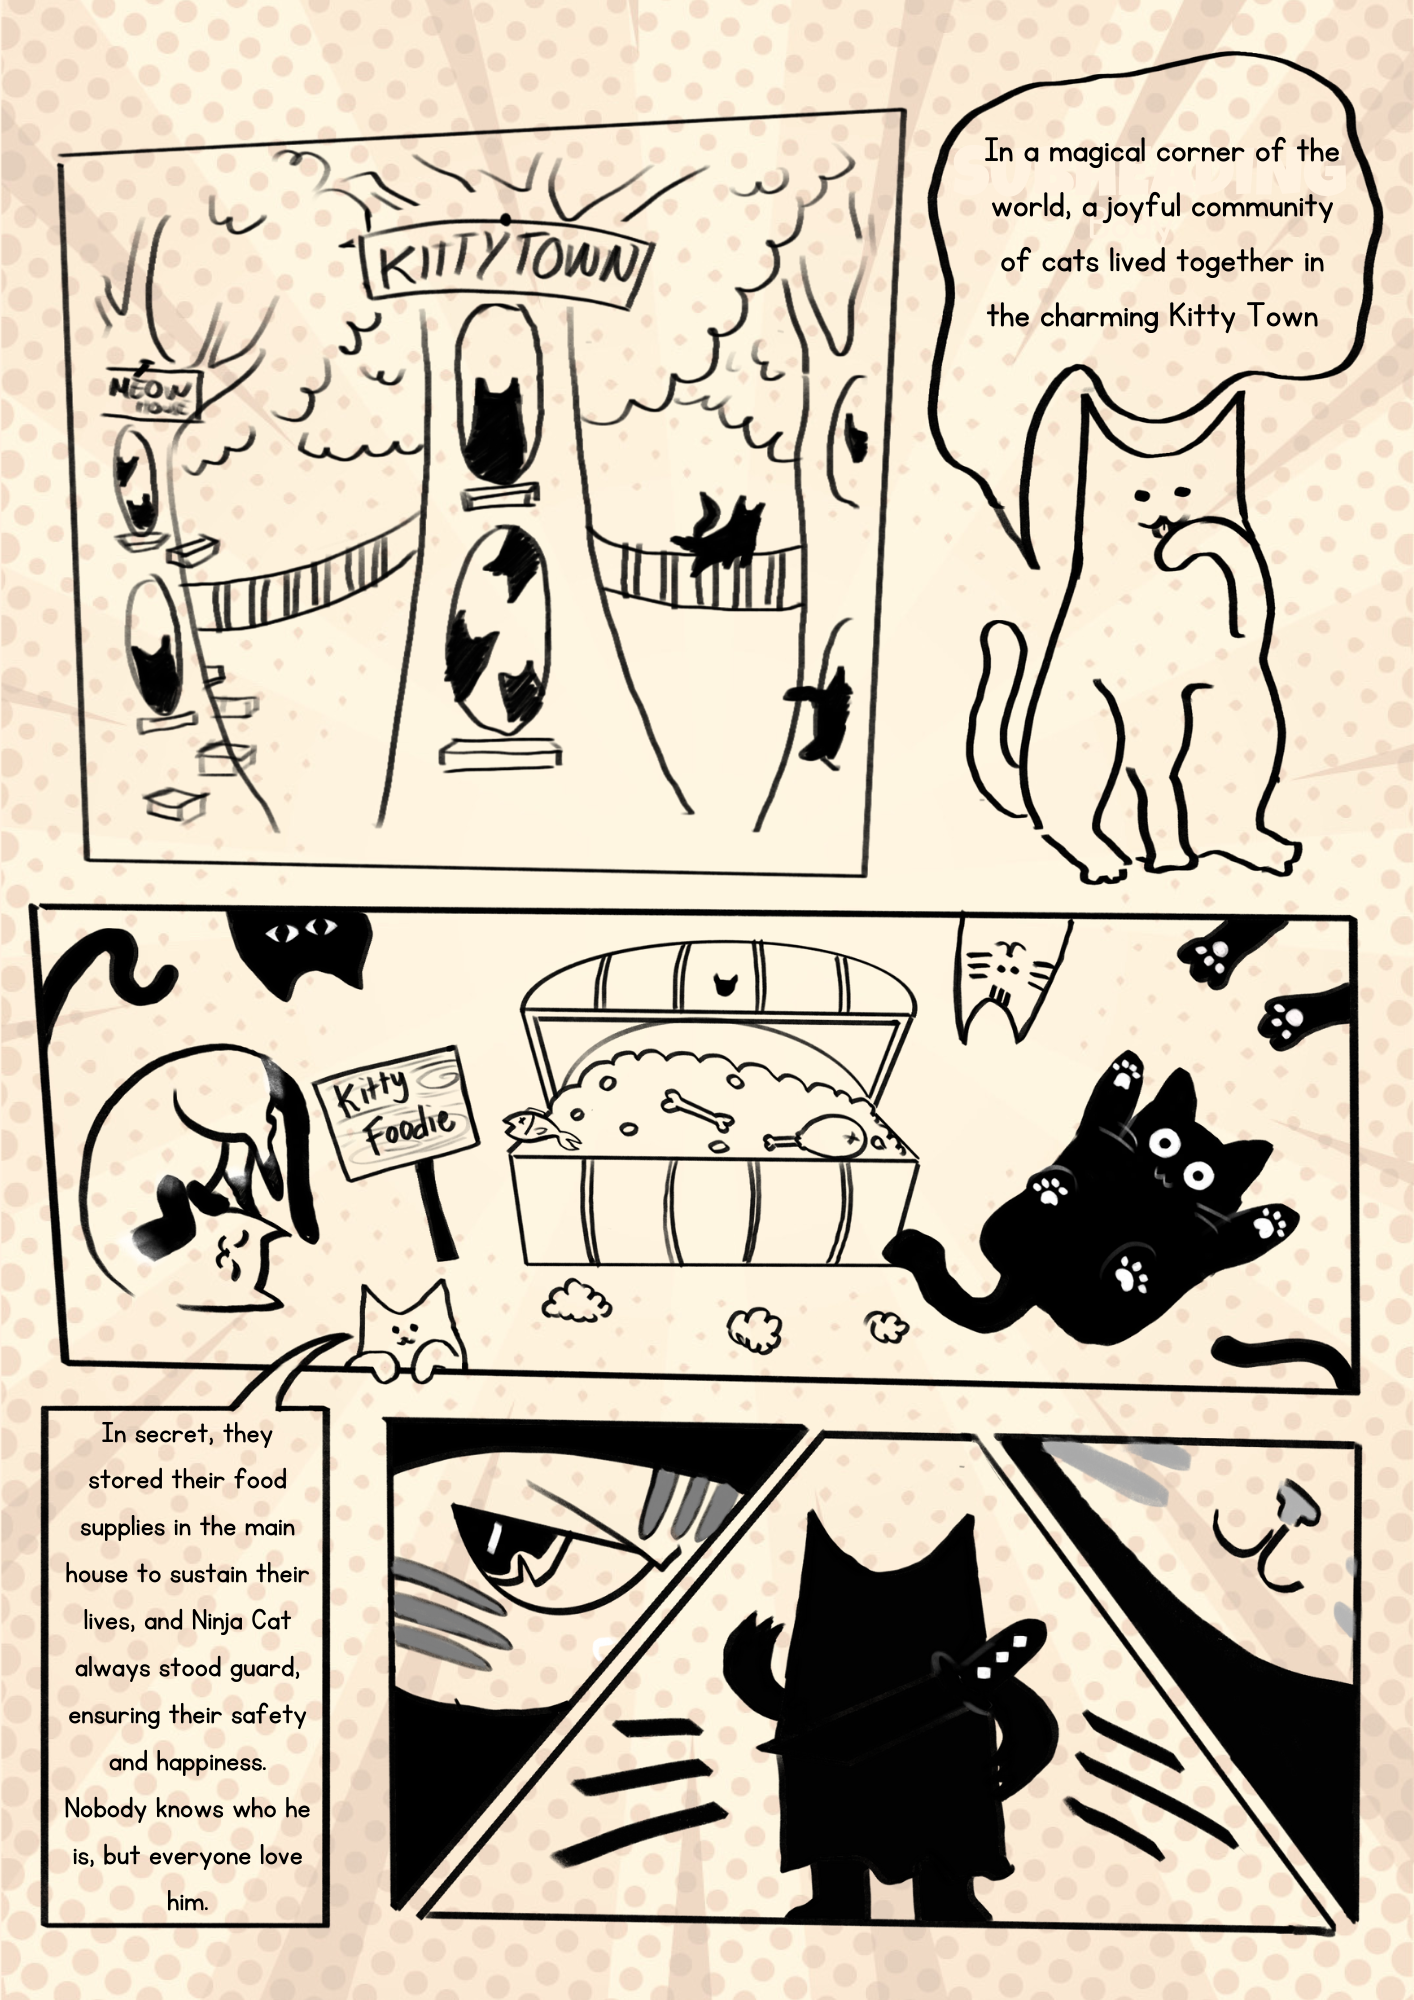 In a magical corner of the
world, a joyful community
of cats lived together in
the charming Kitty Town
KITTY TOWN
MEOW
HOUSE
Kitty
Foodie
In secret, they
stored their food
supplies in the main
house to sustain their
lives, and Ninja Cat
always stood guard,
ensuring their safety
and happiness.
Nobody knows who he
is, but everyone love
him.